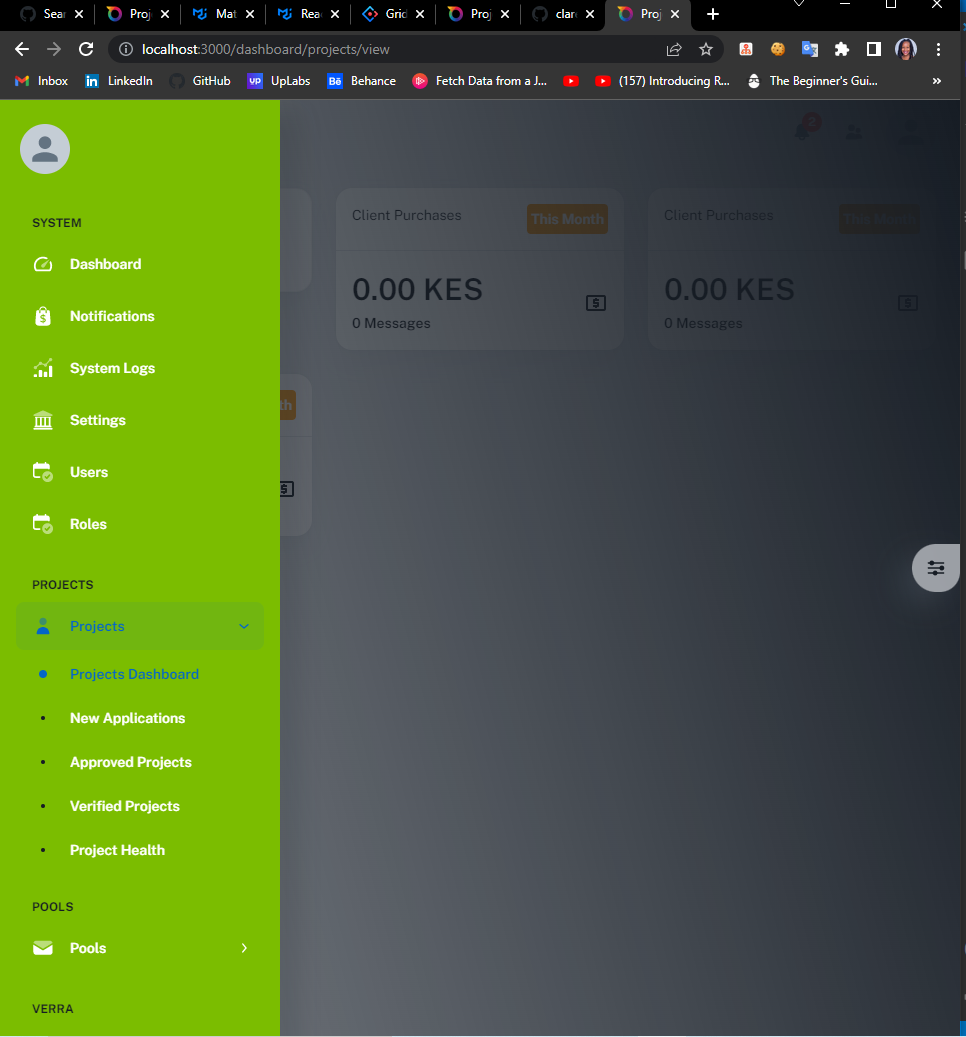 Sear
Proj
Mat
Rea
Grid
Proj
clar
Proj
localhost:3000/dashboard/projects/view
Inbox
LinkedIn
GitHub
UpLabs
Behance
Fetch Data from a J...
(157) Introducing R...
The Beginner's Gui...
»
2
SYSTEM
Dashboard
Notifications
System Logs
Settings
Users
Roles
PROJECTS
Projects
Projects Dashboard
New Applications
Approved Projects
Verified Projects
Project Health
POOLS
Pools
VERRA
Client Purchases
This Month
0.00 KES
0 Messages
Client Purchases
This Month
0.00 KES
0 Messages
th